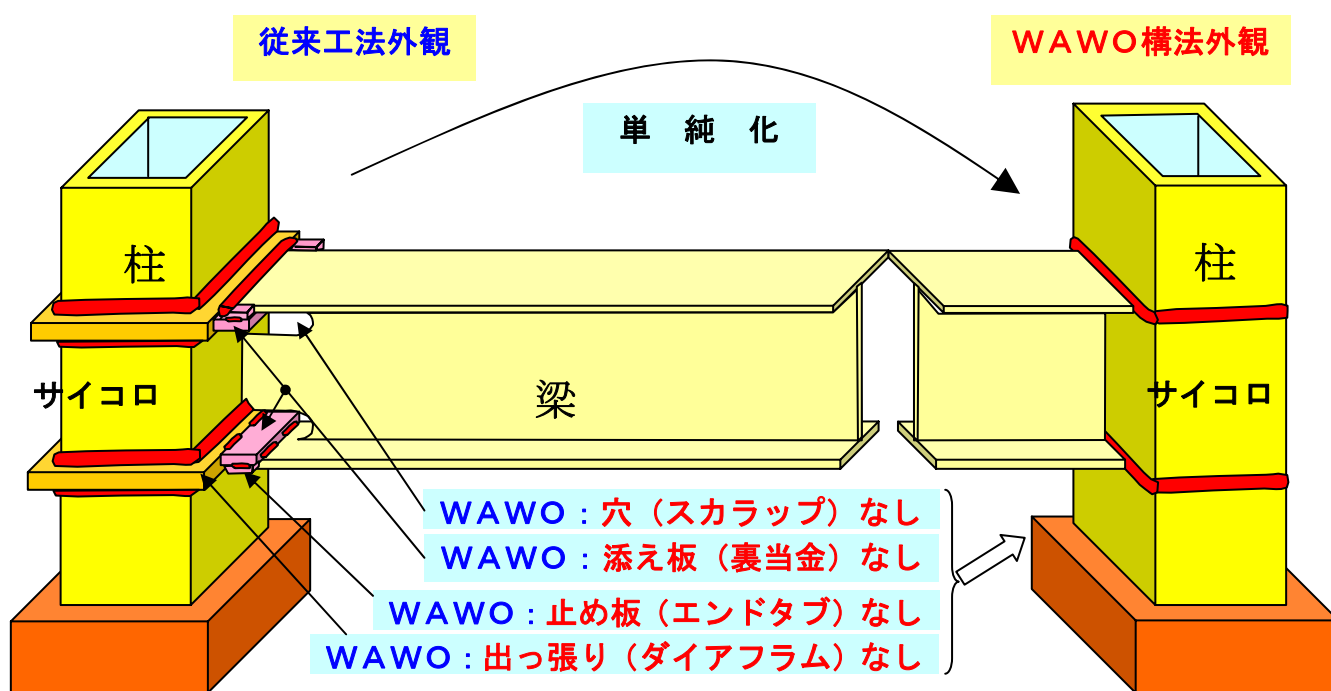 従来工法外観
WAWO構法外観
単 純 化
柱
柱
サイコロ
梁
サイコロ
WAWO：穴（スカラップ）なし
WAWO：添え板（裏当金）なし
WAWO：止め板（エンドタブ）なし
WAWO：出っ張り（ダイアフラム）なし